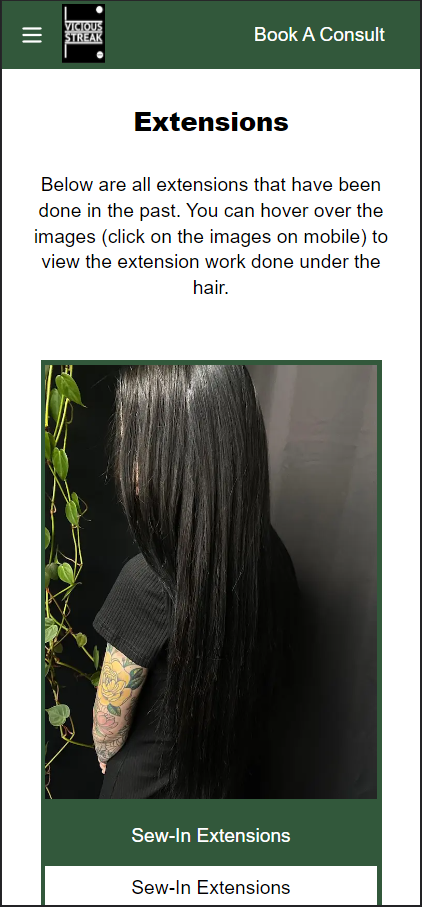 VICIOUS
STREAK
Book A Consult
Extensions
Below are all extensions that have been
done in the past. You can hover over the
images (click on the images on mobile) to
view the extension work done under the
hair.
Sew-In Extensions
Sew-In Extensions